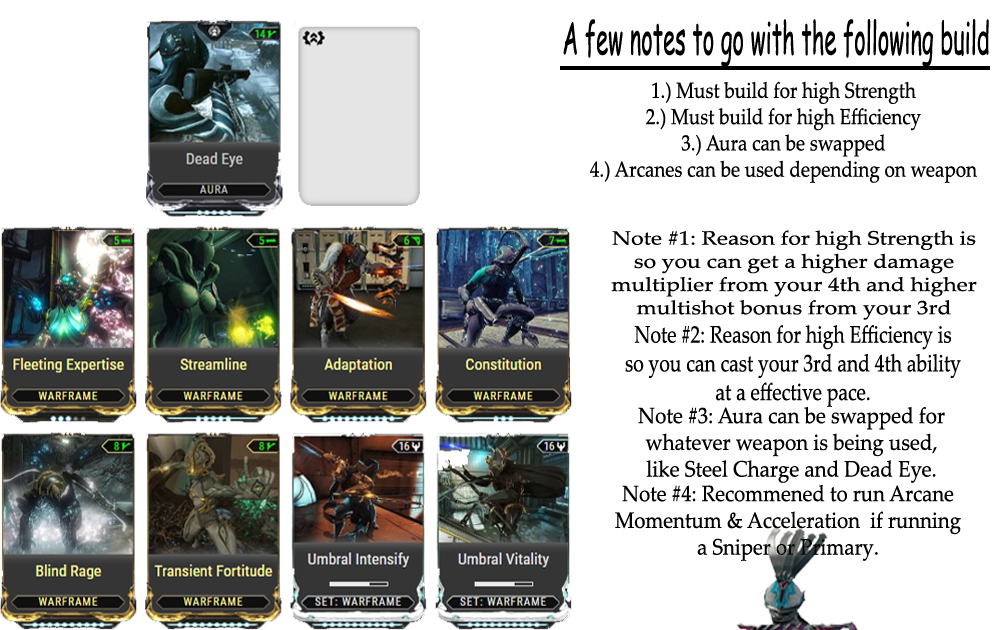 14
Dead Eye
AURA
5
Fleeting Expertise
WARFRAME
5
Streamline
WARFRAME
6
Adaptation
WARFRAME
7
Constitution
WARFRAME
8
Blind Rage
WARFRAME
8
Transient Fortitude
WARFRAME
16
Umbral Intensify
SET: WARFRAME
16
Umbral Vitality
SET: WARFRAME
A few notes to go with the following build
1.) Must build for high Strength
2.) Must build for high Efficiency
3.) Aura can be swapped
4.) Arcanes can be used depending on weapon
Note #1: Reason for high Strength is
so you can get a higher damage
multiplier from your 4th and higher
multishot bonus from your 3rd
Note #2: Reason for high Efficiency is
so you can cast your 3rd and 4th ability
at a effective pace.
Note #3: Aura can be swapped for
whatever weapon is being used,
like Steel Charge and Dead Eye.
Note #4: Recommened to run Arcane
Momentum & Acceleration if running
a Sniper or Primary.